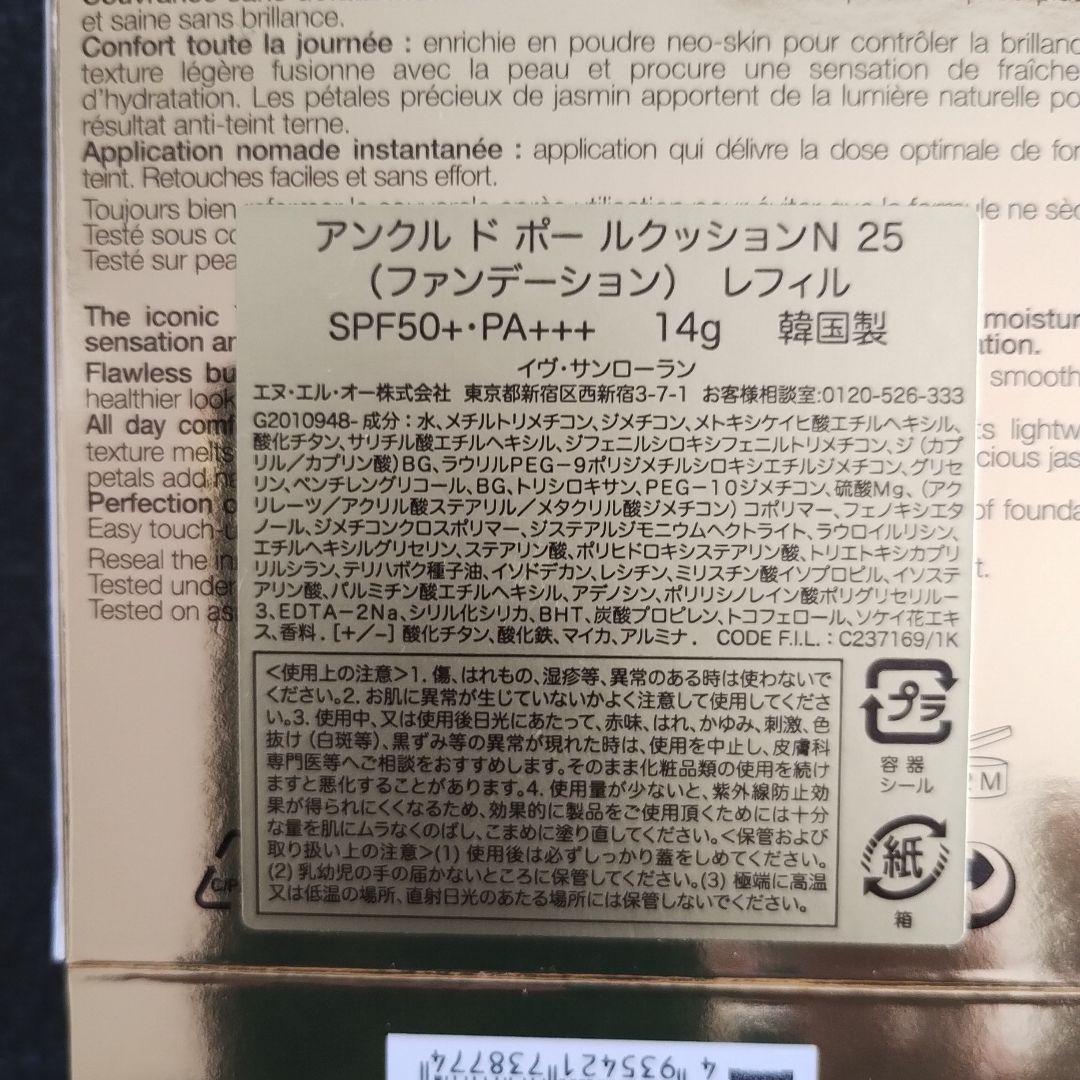 et saine sans brillance.
Confort toute la journée : enrichie en poudre neo-skin pour contrôler la
texture légère fusionne avec la peau et procure une sensation de
d'hydratation. Les pétales précieux de jasmin apportent de la lumière naturelle
résultat anti-teint terne.
Application nomade instantanée : application qui délivre la dose optimale de
teint. Retouches faciles et sans effort.
Toujours bien
Testé sous
Testé sur
The iconic
sensation
Flawless
healthier look
All day
texture melts
petals add
Perfection
Easy
Reseal the
Tested under
Tested on
ne
smooth
of
アンクル ド ポー ルクッションN 25
(ファンデーション) レフィル
SPF50+・PA+++ 14g 韓国製
イヴ・サンローラン
エヌ・エル・オー株式会社 東京都新宿区西新宿3-7-1 お客様相談室:0120-526-333
G2010948- 成分:水、メチルトリメチコン、ジメチコン、メトキシケイヒ酸エチルヘキシル、
酸化チタン、サリチル酸エチルヘキシル、ジフェニルシロキシフェニルトリメチコン、ジ(カプ
リル/カプリン酸)BG、ラウリルPEG-9ポリジメチルシロキシエチルジメチコン、グリセ
リン、ペンチレングリコール、BG、トリシロキサン、PEG-10ジメチコン、硫酸Mg、(アク
リレーツ/アクリル酸ステアリル/メタクリル酸ジメチコン)コポリマー、フェノキシエタ
ノール、ジメチコンクロスポリマー、ジステアルジモニウムヘクトライト、ラウロイルリシン、
エチルヘキシルグリセリン、ステアリン酸、ポリヒドロキシステアリン酸、トリエトキシカプリ
リルシラン、テリハボク種子油、イソドデカン、レシチン、ミリスチン酸イソプロピル、イソステ
アリン酸、パルミチン酸エチルヘキシル、アデノシン、ポリリシノレイン酸ポリグリセリル-
3、EDTA-2Na、シリル化シリカ、BHT、炭酸プロピレン、トコフェロール、ソケイ花エキ
ス、香料. [+/-] 酸化チタン、酸化鉄、マイカ、アルミナ. CODE F.I.L. : C237169/1K
<使用上の注意>1. 傷、はれもの、湿疹等、異常のある時は使わないで
ください。2. お肌に異常が生じていないかよく注意して使用してくださ
い。3. 使用中、又は使用後日光にあたって、赤味、はれ、かゆみ、刺激、色
抜け(白斑等)、黒ずみ等の異常が現れた時は、使用を中止し、皮膚科
専門医等へご相談をおすすめします。そのまま化粧品類の使用を続け
ますと悪化することがあります。4. 使用量が少ないと、紫外線防止効
果が得られにくくなるため、効果的に製品をご使用頂くためには十分
な量を肌にムラなくのばし、こまめに塗り直してください。<保管および
取り扱い上の注意>(1) 使用後は必ずしっかり蓋をしめてください。
(2) 乳幼児の手の届かないところに保管してください。(3) 極端に高温
又は低温の場所、直射日光のあたる場所には保管しないでください。
プラ
容器
シール
紙
箱
M
4 935421 738774